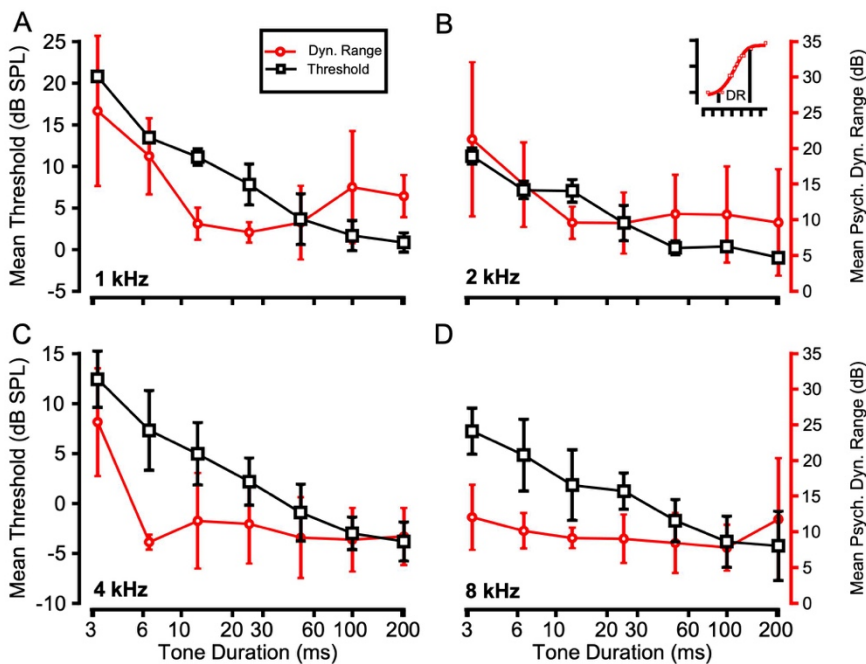 A
B
Mean Threshold (dB SPL)
25
20
15
10
5
0
-5
Dyn. Range
Threshold
1 kHz
DR
2 kHz
35
30
25
20
15
10
5
0
Mean Psych. Dyn. Range (dB)
C
D
Mean Threshold (dB SPL)
15
10
5
0
-5
-10
4 kHz
8 kHz
35
30
25
20
15
10
5
0
Mean Psych. Dyn. Range (dB)
3 6 10 20 30 60 100 200
Tone Duration (ms)
3 6 10 20 30 60 100 200
Tone Duration (ms)